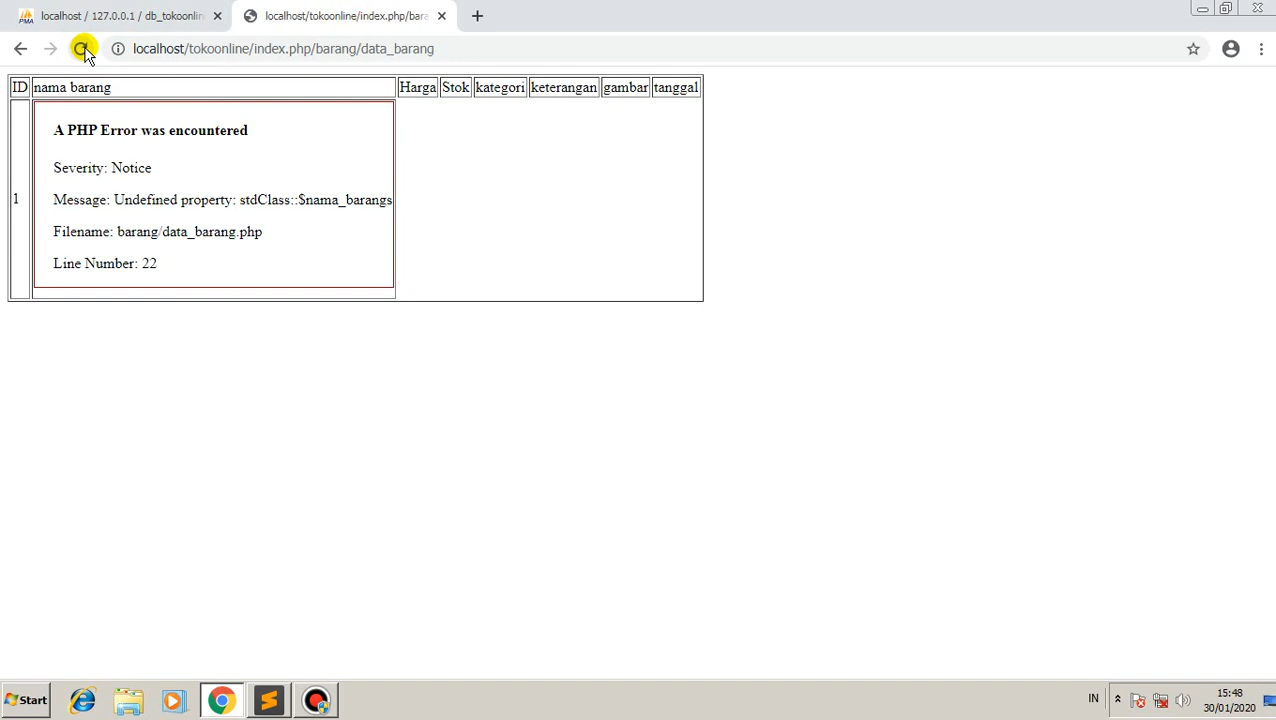 localhost / 127.0.0.1 / db_tokoonlin
localhost/tokoonline/index.php/bara
localhost/tokoonline/index.php/barang/data_barang
ID nama barang Harga Stok kategori keterangan gambar tanggal
1
A PHP Error was encountered
Severity: Notice
Message: Undefined property: stdClass::$nama_barangs
Filename: barang/data_barang.php
Line Number: 22
Start
IN
15:48
30/01/2020